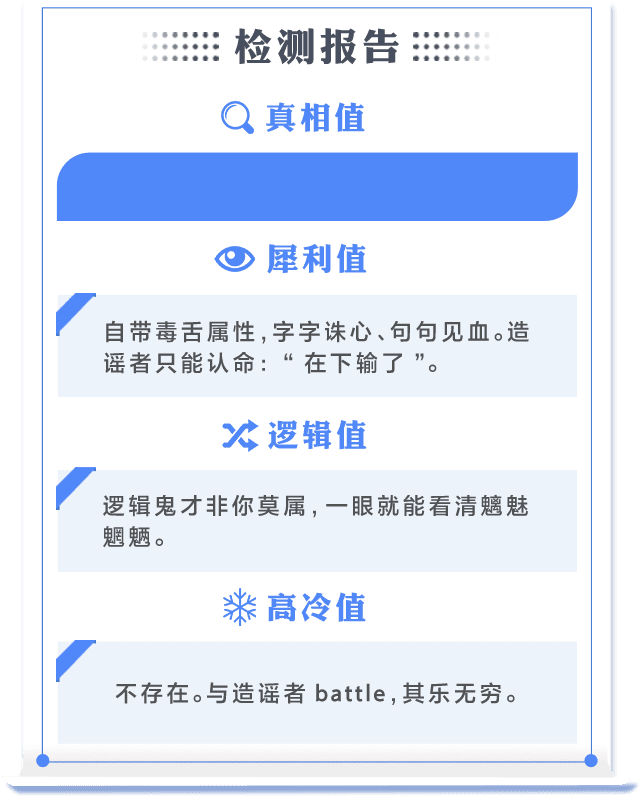 检测报告
真相值
犀利值
自带毒舌属性,字字诛心、句句见血。造
谣者只能认命：“ 在下输了 ”。
逻辑值
逻辑鬼才非你莫属,一眼就能看清魑魅
魍魉。
高冷值
不存在。与造谣者 battle,其乐无穷。